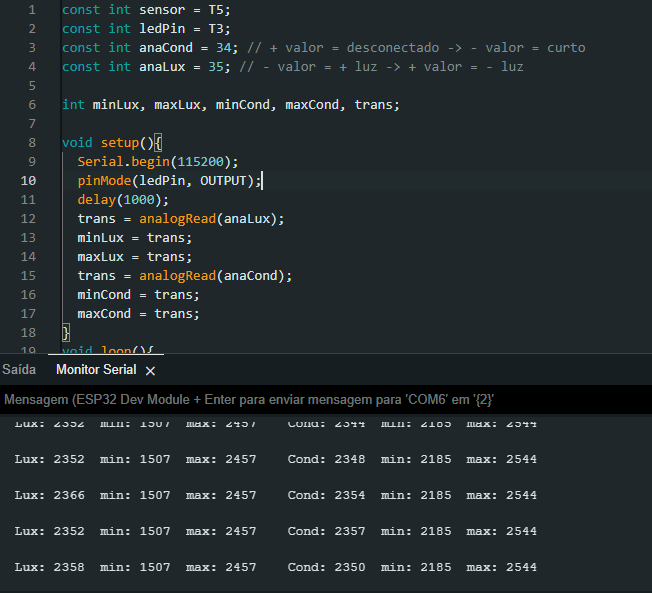 1 const int sensor = T5;
2 const int ledPin = T3;
3 const int anaCond = 34; // + valor = desconectado -> - valor = curto
4 const int anaLux = 35; // - valor = + luz -> + valor = - luz
5
6 int minLux, maxLux, minCond, maxCond, trans;
7
8 void setup(){
9 Serial.begin(115200);
10 pinMode(ledPin, OUTPUT);
11 delay(1000);
12 trans = analogRead(anaLux);
13 minLux = trans;
14 maxLux = trans;
15 trans = analogRead(anaCond);
16 minCond = trans;
17 maxCond = trans;
18 }
19 void loop(){
Saída Monitor Serial ×
Mensagem (ESP32 Dev Module + Enter para enviar mensagem para 'COM6' em '{2}'
Lux: 2352 min: 1507 max: 2457 Cond: 2344 min: 2185 max: 2544
Lux: 2352 min: 1507 max: 2457 Cond: 2348 min: 2185 max: 2544
Lux: 2366 min: 1507 max: 2457 Cond: 2354 min: 2185 max: 2544
Lux: 2352 min: 1507 max: 2457 Cond: 2357 min: 2185 max: 2544
Lux: 2358 min: 1507 max: 2457 Cond: 2350 min: 2185 max: 2544